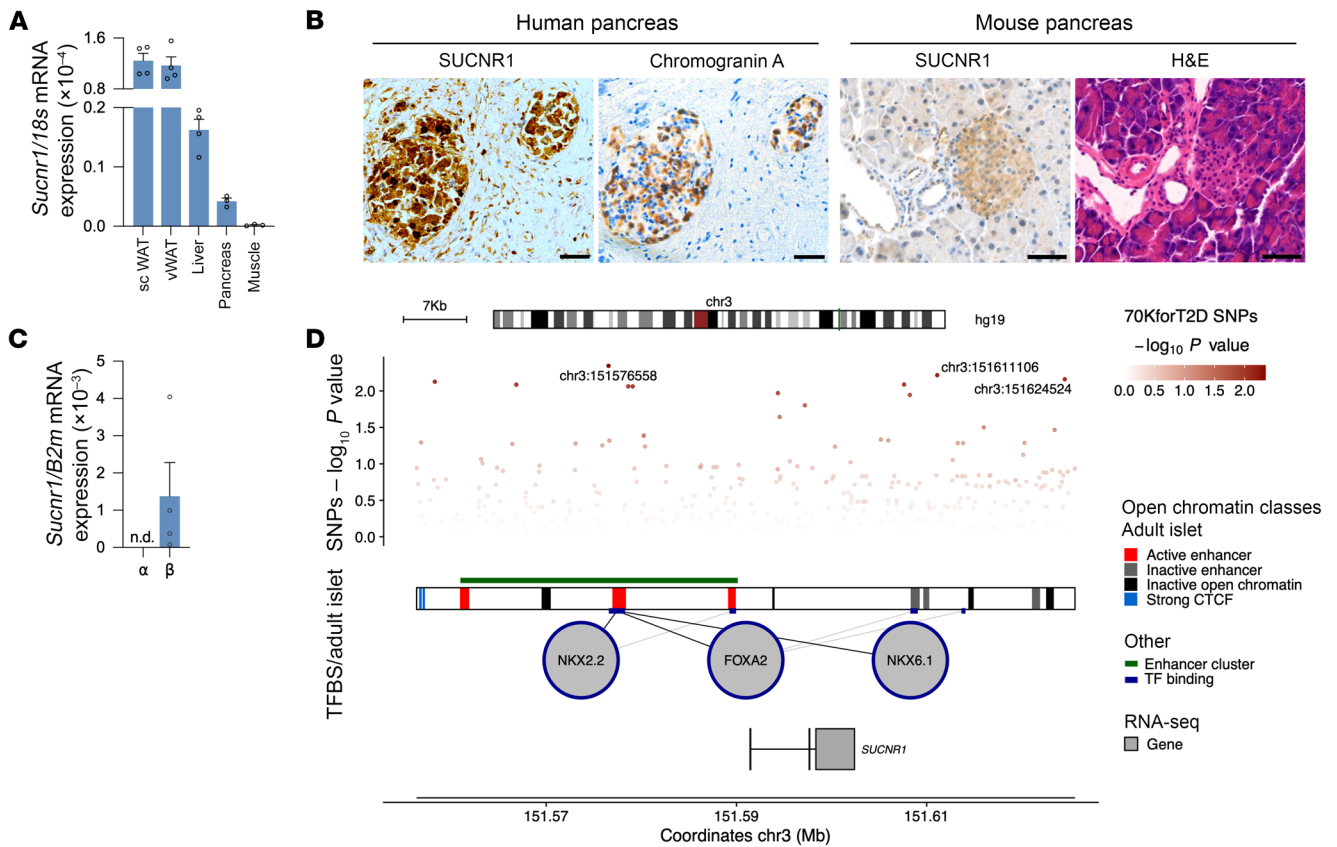 A
Sucnr1/18s mRNA
expression (×10⁻⁴)
1.6
0.8
0.2
0.1
0.0
sc WAT
vWAT
Liver
Pancreas
Muscle
B
Human pancreas
Mouse pancreas
SUCNR1
Chromogranin A
SUCNR1
H&E
C
Sucnr1/B2m mRNA
expression (×10⁻³)
5
4
3
2
1
0
n.d.
α
β
D
7Kb
chr3
hg19
70KforT2D SNPs
−log₁₀ P value
0.0 0.5 1.0 1.5 2.0
SNPs − log₁₀ P value
2.0
1.5
1.0
0.5
0.0
chr3:151576558
chr3:151611106
chr3:151624524
TFBS/adult islet
NKX2.2
FOXA2
NKX6.1
SUCNR1
Open chromatin classes
Adult islet
Active enhancer
Inactive enhancer
Inactive open chromatin
Strong CTCF
Other
Enhancer cluster
TF binding
RNA-seq
Gene
151.57
151.59
151.61
Coordinates chr3 (Mb)